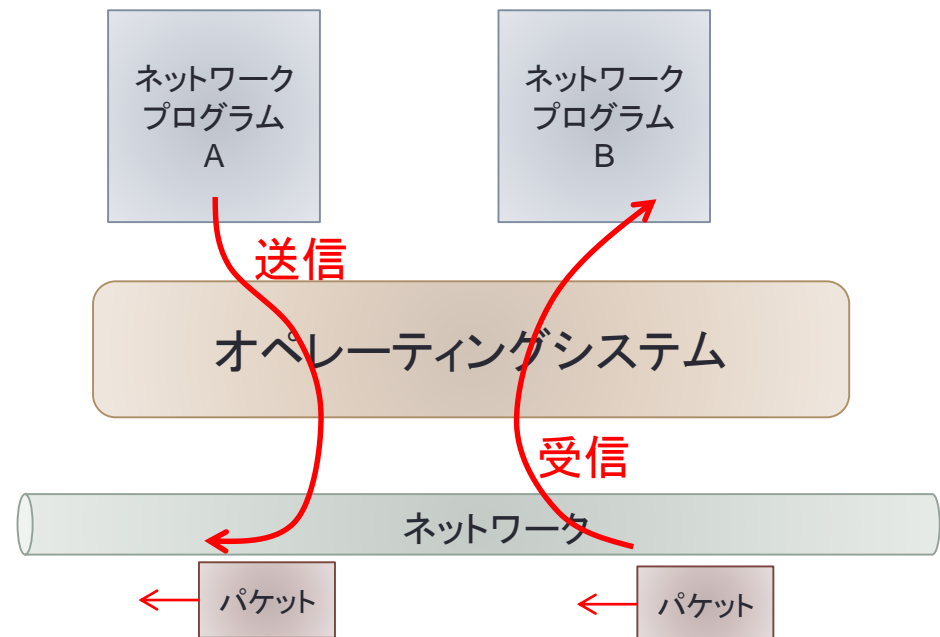 ネットワーク
プログラム
A
ネットワーク
プログラム
B
送信
オペレーティングシステム
受信
ネットワーク
パケット
パケット